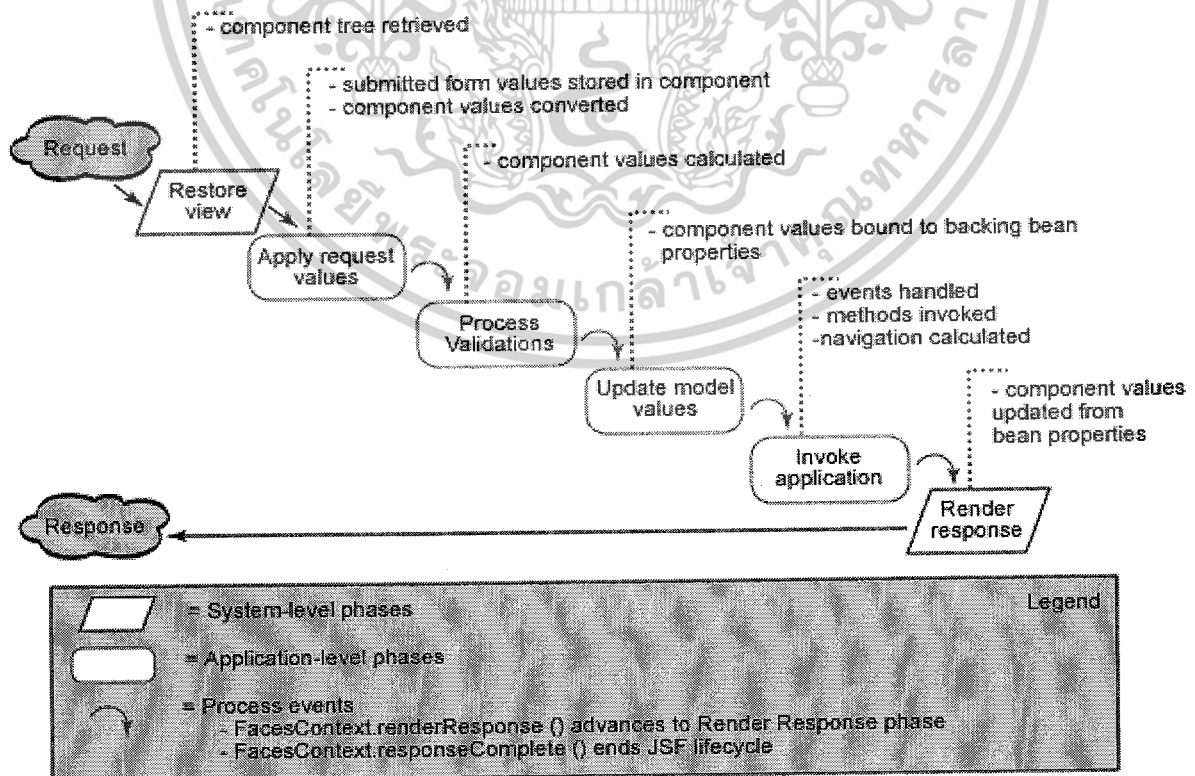 - component tree retrieved
- submitted form values stored in component
- component values converted
Request
- component values calculated
Restore
view
- component values bound to backing bean
properties
Apply request
values
- events handled
- methods invoked
-navigation calculated
Process
Validations
- component values
updated from
bean properties
Update model
values
Invoke
application
Render
response
Response
Legend
= System-level phases
= Application-level phases
= Process events
- FacesContext.renderResponse () advances to Render Response phase
- FacesContext.responseComplete () ends JSF lifecycle